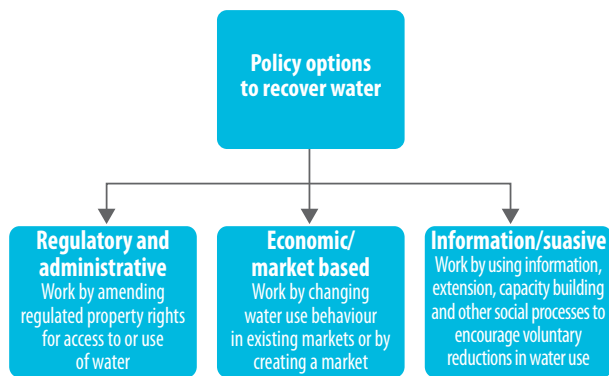 Policy options
to recover water
Regulatory and
administrative
Work by amending
regulated property rights
for access to or use
of water
Economic/
market based
Work by changing
water use behaviour
in existing markets or by
creating a market
Information/suasive
Work by using information,
extension, capacity building
and other social processes to
encourage voluntary
reductions in water use